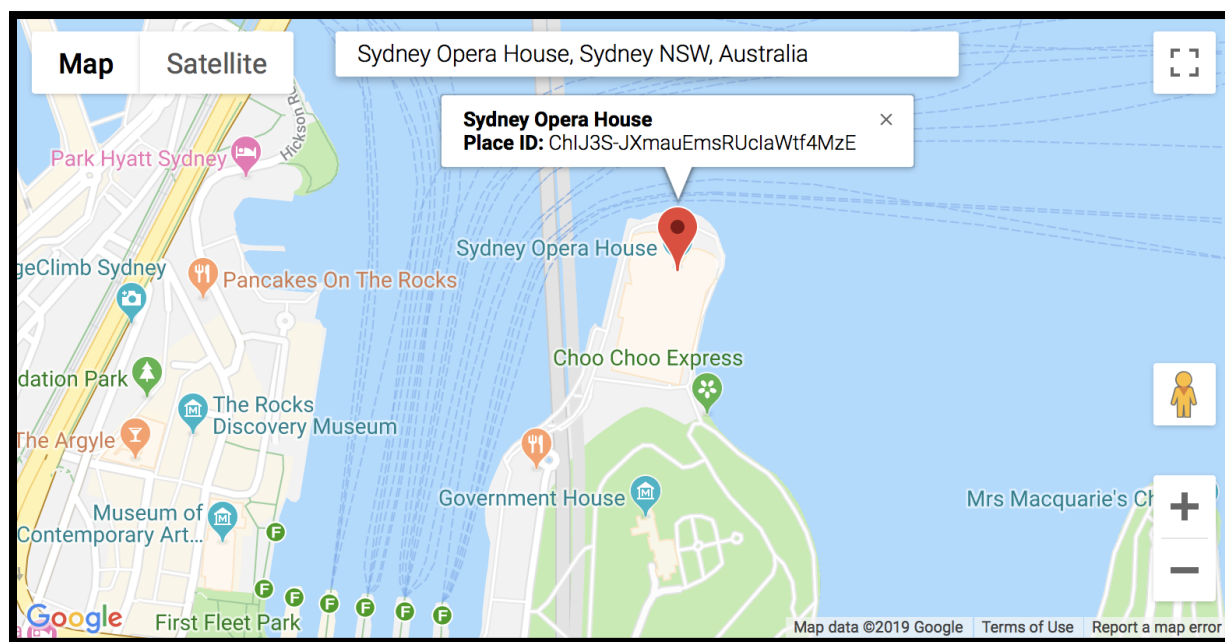 Map
Satellite
Sydney Opera House, Sydney NSW, Australia
Sydney Opera House
Place ID: ChIJ3S-JXmauEmsRUcIaWtf4MzE
Hickson
Park Hyatt Sydney
Sydney Opera House
geClimb Sydney
Pancakes On The Rocks
Choo Choo Express
dation Park
The Rocks
Discovery Museum
The Argyle
Government House
Mrs Macquarie's Ch
Museum of
Contemporary Art...
F
F
F
F
F
F
F
Google
First Fleet Park
Map data ©2019 Google
Terms of Use
Report a map error